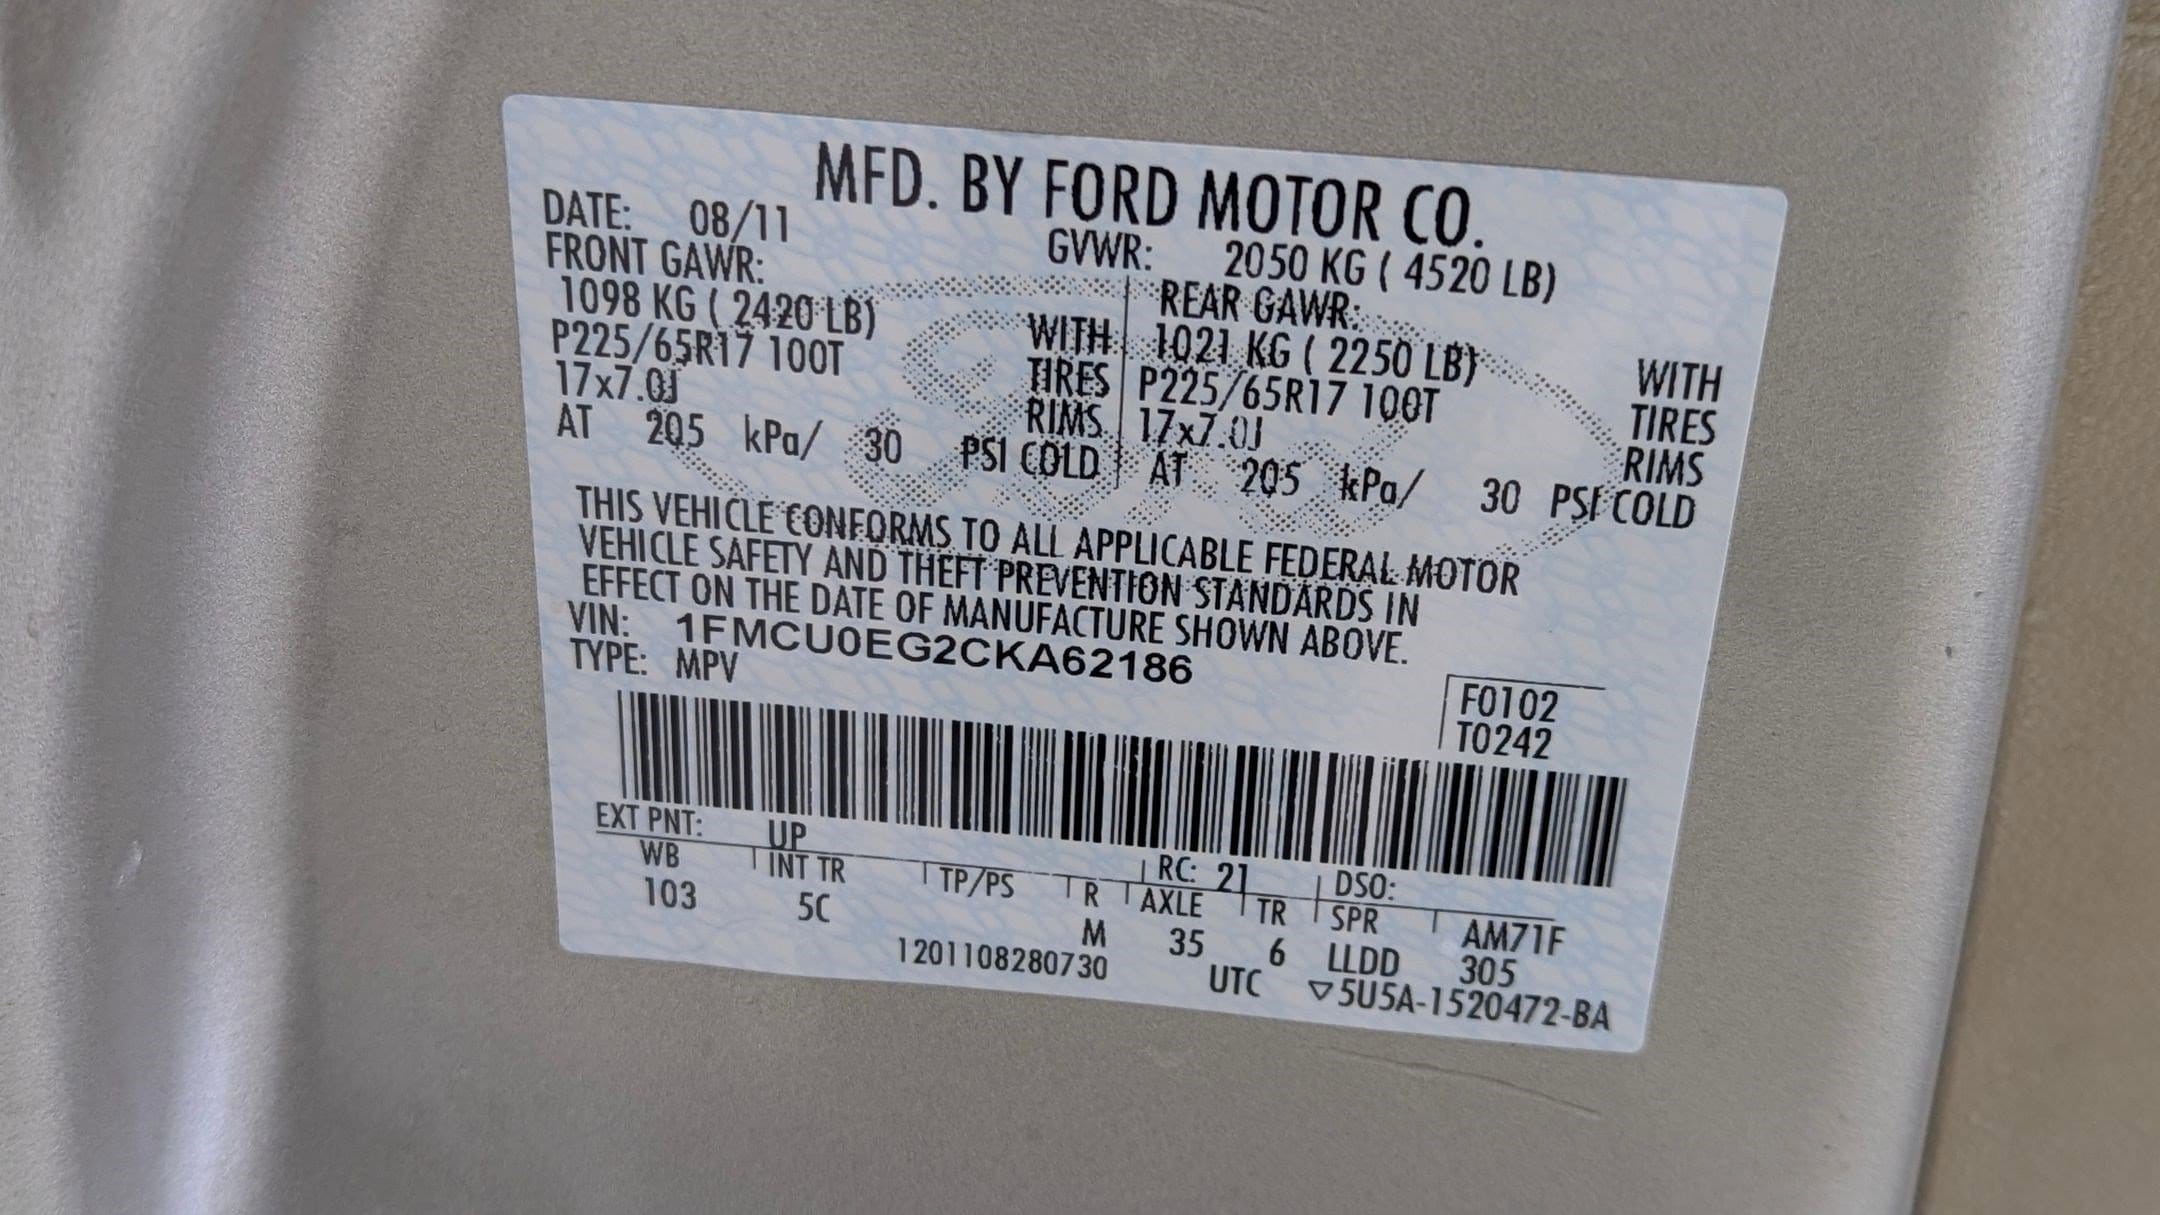 MFD. BY FORD MOTOR CO.
DATE: 08/11 GVWR: 2050 KG ( 4520 LB)
FRONT GAWR: REAR GAWR:
1098 KG ( 2420 LB) WITH 1021 KG ( 2250 LB) WITH
P225/65R17 100T TIRES P225/65R17 100T TIRES
17x7.0J RIMS 17x7.0J RIMS
AT 205 kPa/ 30 PSI COLD AT 205 kPa/ 30 PSI COLD
THIS VEHICLE CONFORMS TO ALL APPLICABLE FEDERAL MOTOR
VEHICLE SAFETY AND THEFT PREVENTION STANDARDS IN
EFFECT ON THE DATE OF MANUFACTURE SHOWN ABOVE.
VIN: 1FMCU0EG2CKA62186
TYPE: MPV
F0102
T0242
EXT PNT: UP RC: 21 DSO:
WB INT TR TP/PS R AXLE TR SPR AM71F
103 5C M 35 6 LLDD 305
1201108280730 UTC ▽5U5A-1520472-BA